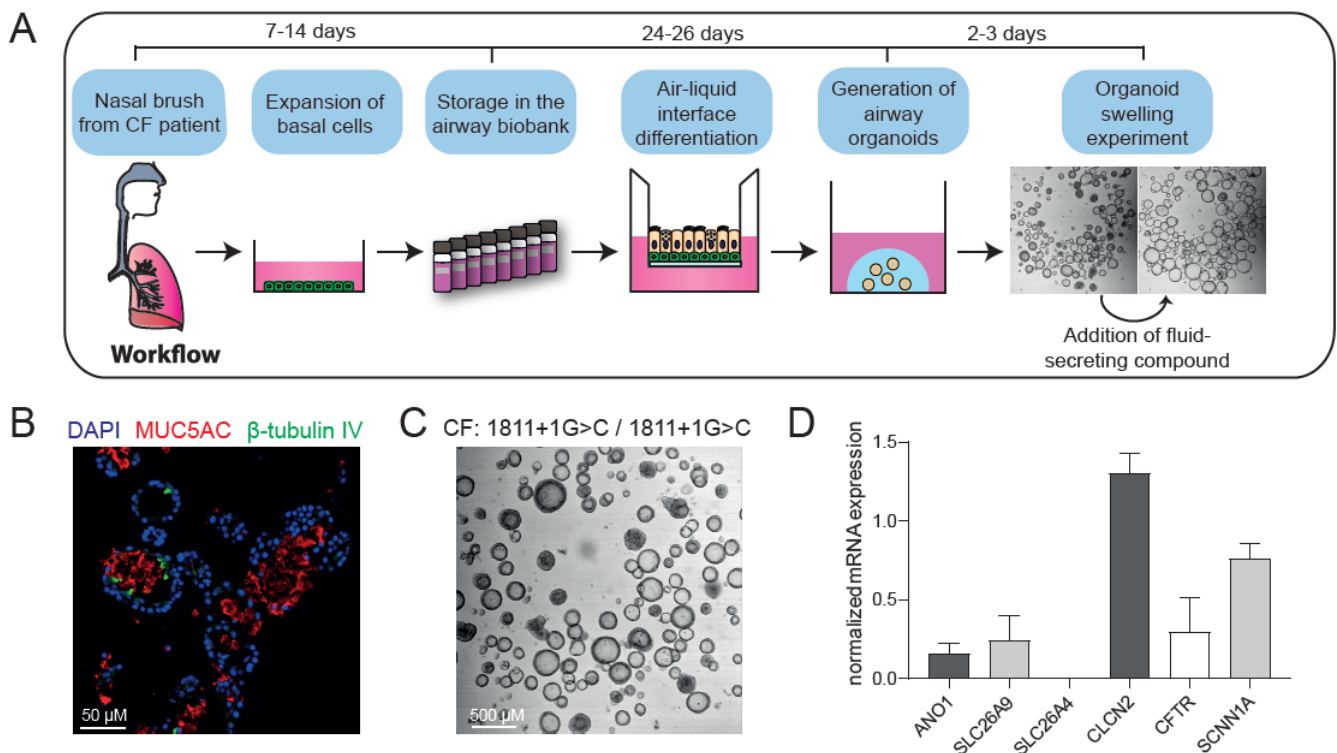 A
7-14 days
24-26 days
2-3 days
Nasal brush
from CF patient
Expansion of
basal cells
Storage in the
airway biobank
Air-liquid
interface
differentiation
Generation of
airway
organoids
Organoid
swelling
experiment
Workflow
Addition of fluid-
secreting compound
B
DAPI MUC5AC β-tubulin IV
50 µM
C
CF: 1811+1G>C / 1811+1G>C
500 µM
D
normalized mRNA expression
1.5
1.0
0.5
0.0
ANO1
SLC26A9
SLC26A4
CLCN2
CFTR
SCNN1A